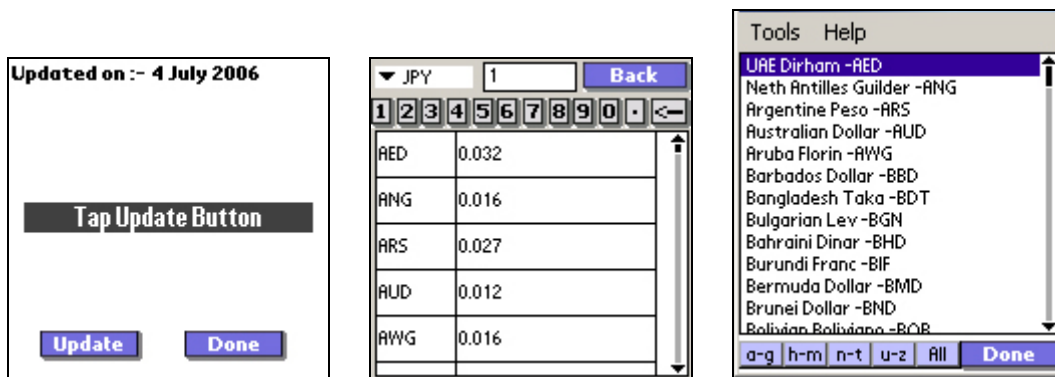 Updated on :- 4 July 2006
Tap Update Button
Update Done
JPY 1 Back
1 2 3 4 5 6 7 8 9 0 . <-
AED 0.032
ANG 0.016
ARS 0.027
AUD 0.012
AWG 0.016
Tools Help
UAE Dirham -AED
Neth Antilles Guilder -ANG
Argentine Peso -ARS
Australian Dollar -AUD
Aruba Florin -AWG
Barbados Dollar -BBD
Bangladesh Taka -BDT
Bulgarian Lev -BGN
Bahraini Dinar -BHD
Burundi Franc -BIF
Bermuda Dollar -BMD
Brunei Dollar -BND
Bolivian Boliviano -BOB
a-g h-m n-t u-z All Done